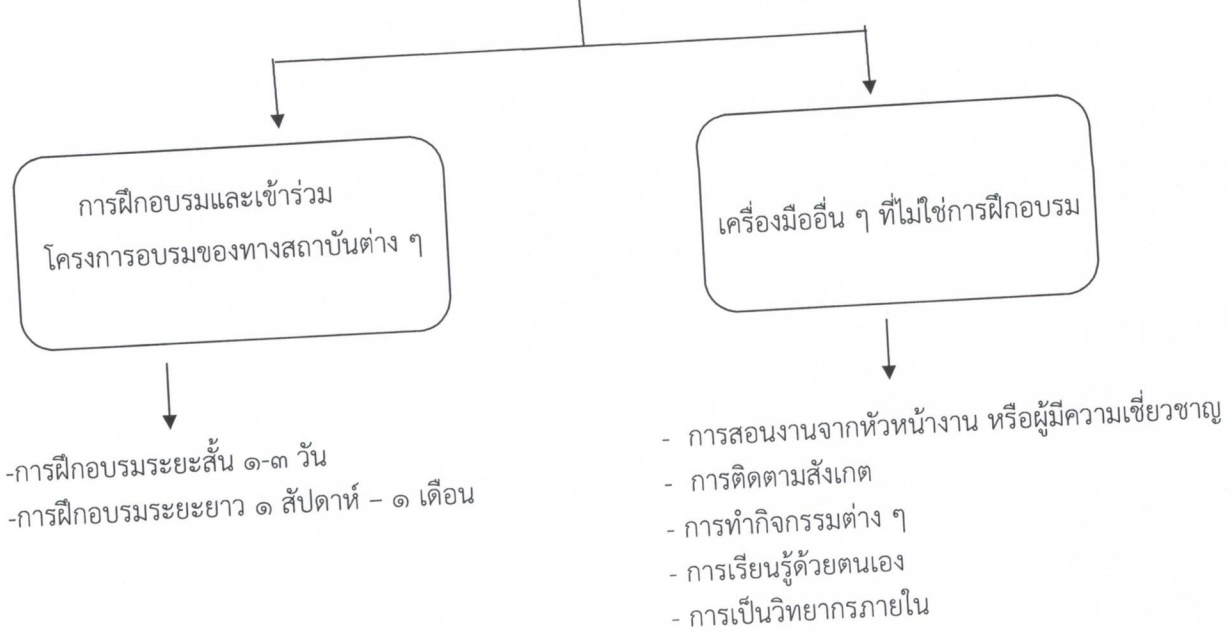 การฝึกอบรมและเข้าร่วม
โครงการอบรมของทางสถาบันต่าง ๆ
เครื่องมืออื่น ๆ ที่ไม่ใช่การฝึกอบรม
-การฝึกอบรมระยะสั้น ๑-๓ วัน
-การฝึกอบรมระยะยาว ๑ สัปดาห์ – ๑ เดือน
- การสอนงานจากหัวหน้างาน หรือผู้มีความเชี่ยวชาญ
- การติดตามสังเกต
- การทำกิจกรรมต่าง ๆ
- การเรียนรู้ด้วยตนเอง
- การเป็นวิทยากรภายใน